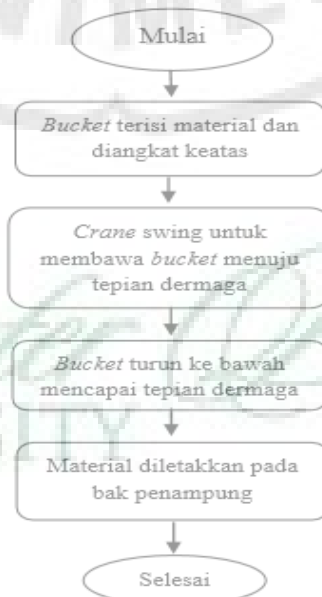 Mulai
Bucket terisi material dan
diangkat keatas
Crane swing untuk
membawa bucket menuju
tepian dermaga
Bucket turun ke bawah
mencapai tepian dermaga
Material diletakkan pada
bak penampung
Selesai